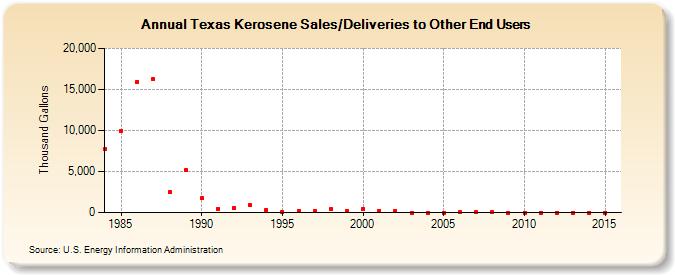 Annual Texas Kerosene Sales/Deliveries to Other End Users
Thousand Gallons
20,000
15,000
10,000
5,000
0
1985 1990 1995 2000 2005 2010 2015
Source: U.S. Energy Information Administration